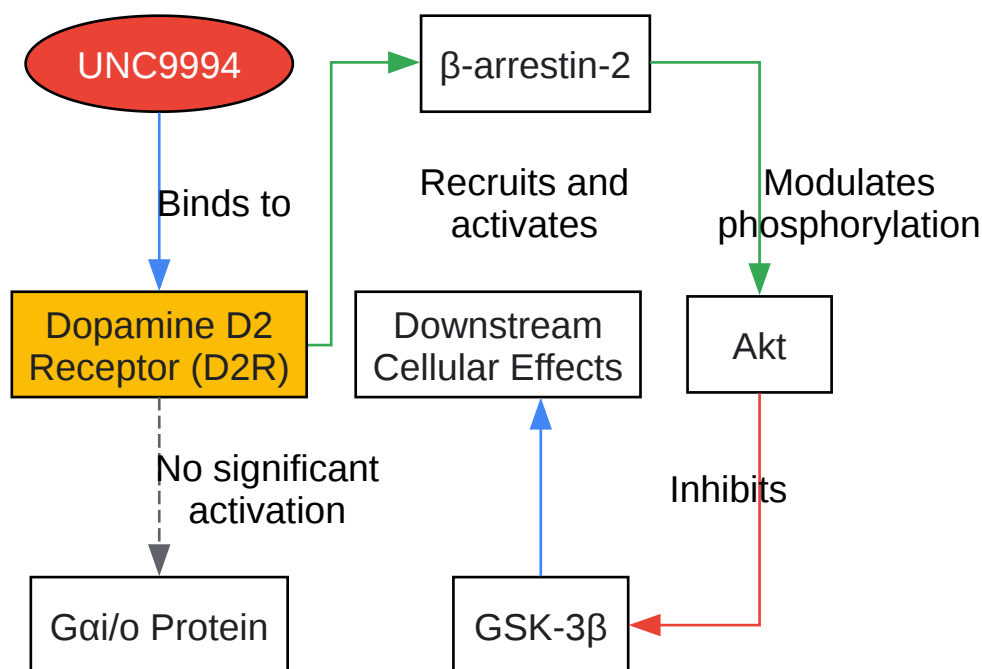 UNC9994
β-arrestin-2
Binds to
Recruits and
activates
Modulates
phosphorylation
Dopamine D2
Receptor (D2R)
Downstream
Cellular Effects
Akt
No significant
activation
Inhibits
Gαi/o Protein
GSK-3β